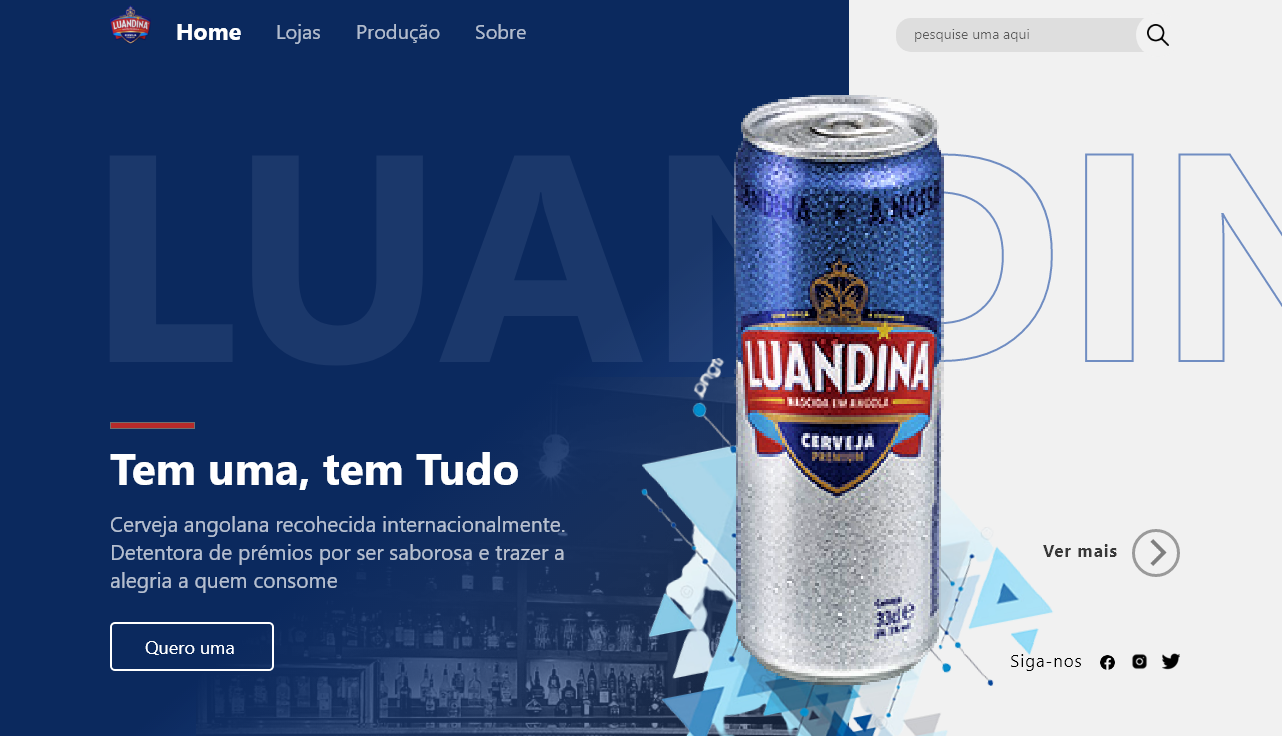 LUANDINA
Home
Lojas
Produção
Sobre
pesquise uma aqui
LUANDIN
LUANDINA
NASCIDA EM ANGOLA
CERVEJA
PREMIUM
Tem uma, tem Tudo
Cerveja angolana recohecida internacionalmente.
Detentora de prémios por ser saborosa e trazer a
alegria a quem consome
Quero uma
Ver mais
Siga-nos